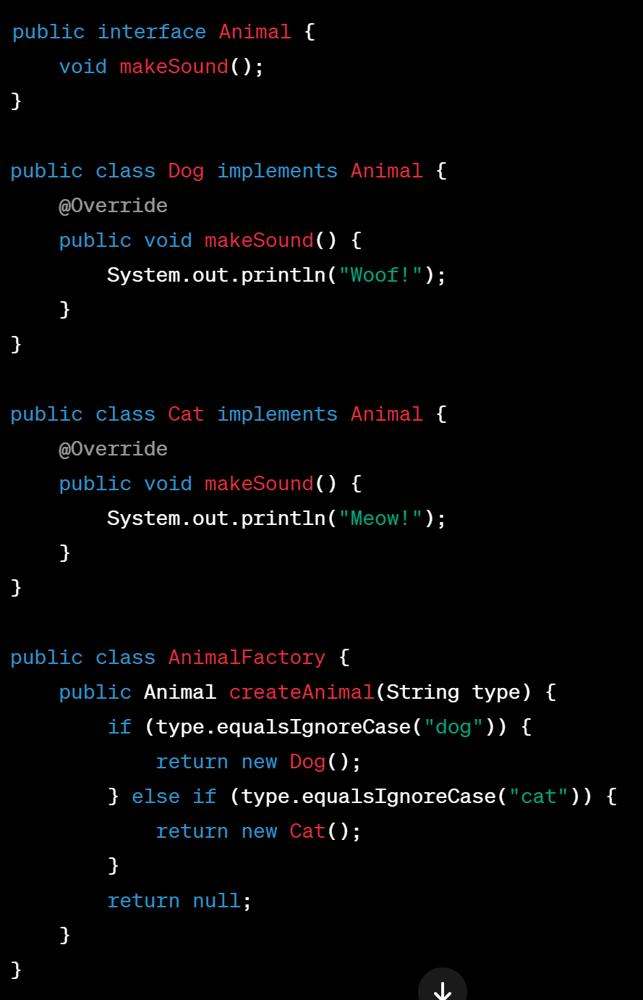 public interface Animal {
    void makeSound();
}

public class Dog implements Animal {
    @Override
    public void makeSound() {
        System.out.println("Woof!");
    }
}

public class Cat implements Animal {
    @Override
    public void makeSound() {
        System.out.println("Meow!");
    }
}

public class AnimalFactory {
    public Animal createAnimal(String type) {
        if (type.equalsIgnoreCase("dog")) {
            return new Dog();
        } else if (type.equalsIgnoreCase("cat")) {
            return new Cat();
        }
        return null;
    }
}